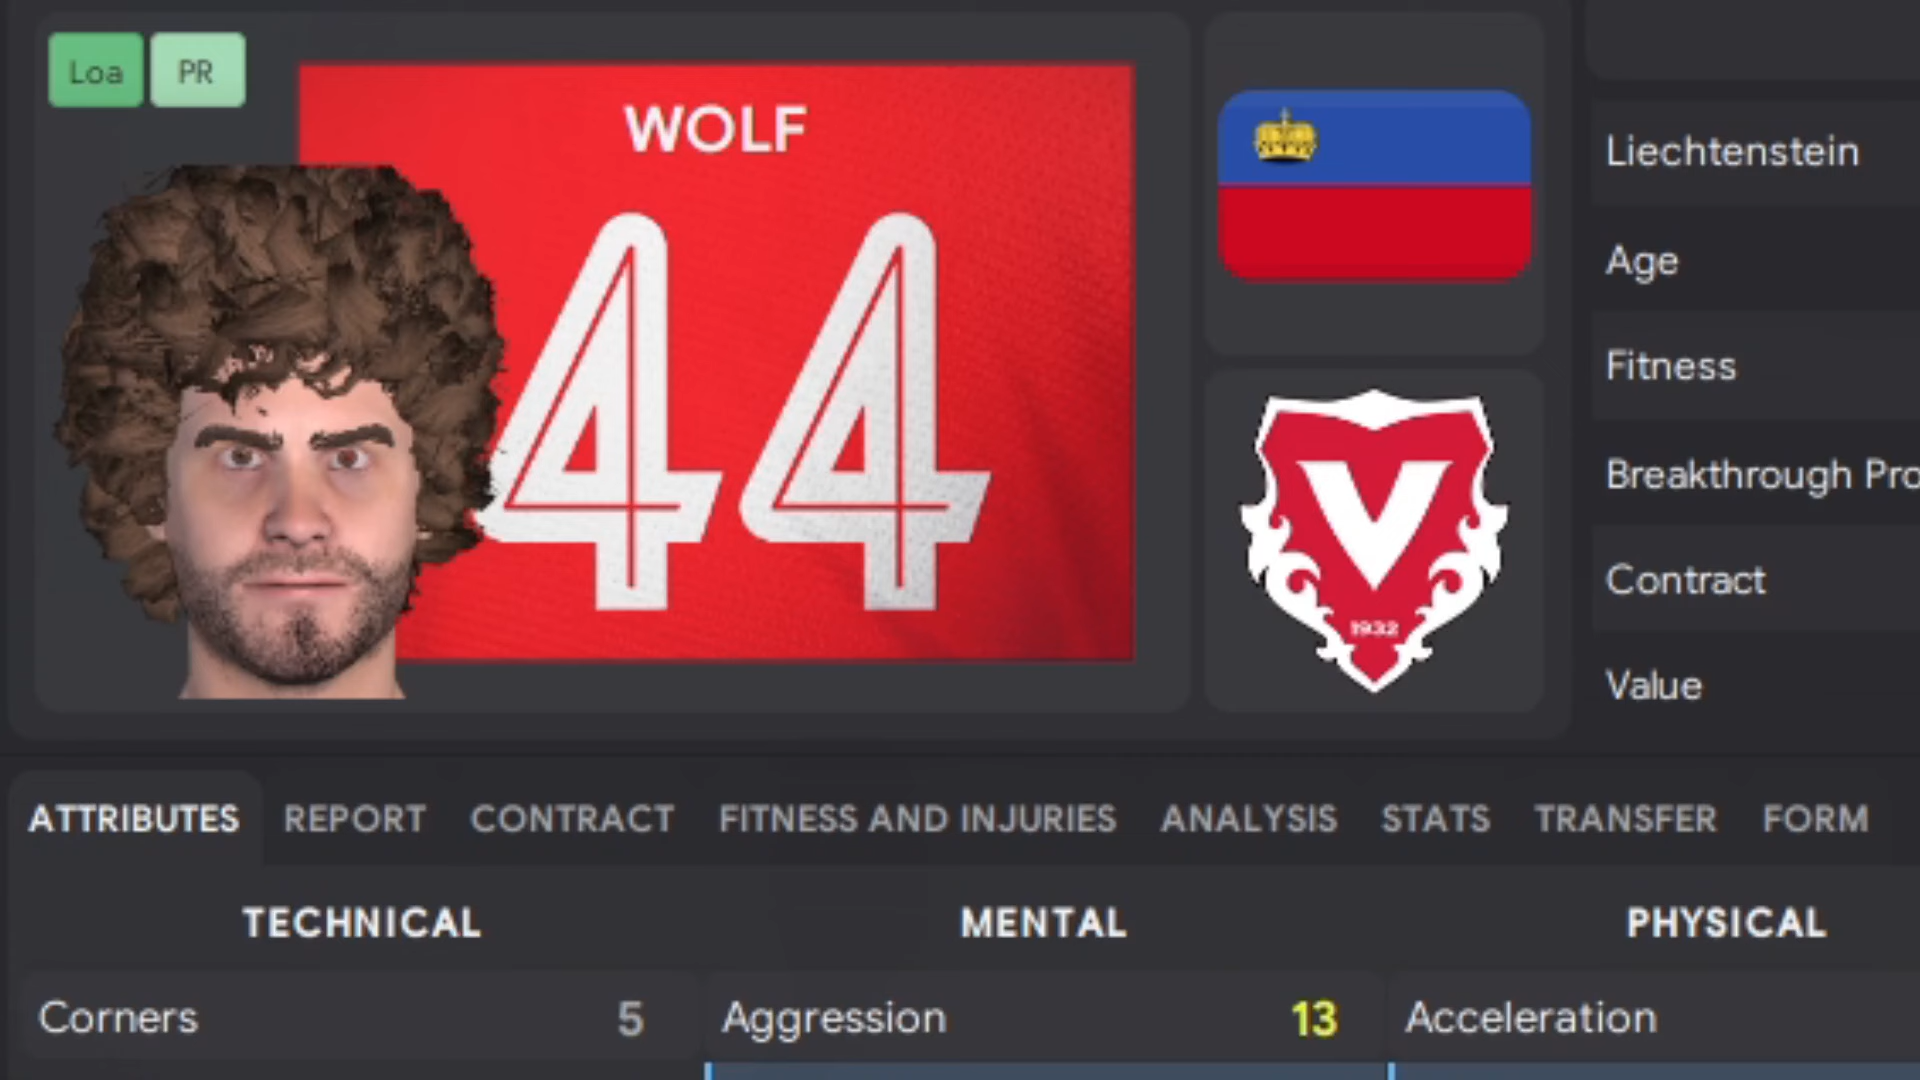 Loa PR
WOLF
44
1932
Liechtenstein
Age
Fitness
Breakthrough Pro
Contract
Value
ATTRIBUTES REPORT CONTRACT FITNESS AND INJURIES ANALYSIS STATS TRANSFER FORM
TECHNICAL MENTAL PHYSICAL
Corners 5 Aggression 13 Acceleration